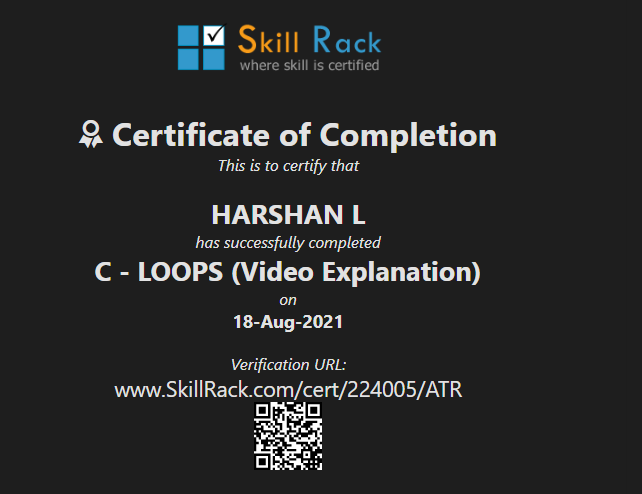 Skill Rack
where skill is certified
Certificate of Completion
This is to certify that
HARSHAN L
has successfully completed
C - LOOPS (Video Explanation)
on
18-Aug-2021
Verification URL:
www.SkillRack.com/cert/224005/ATR